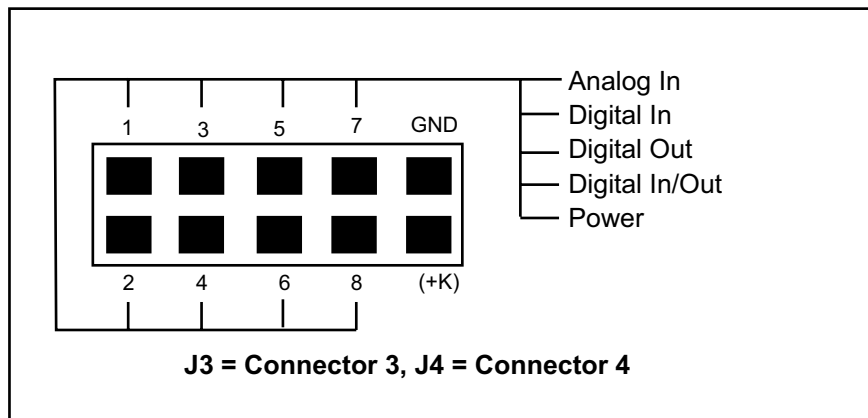 Analog In
Digital In
1 3 5 7 GND
Digital Out
Digital In/Out
Power
2 4 6 8 (+K)
J3 = Connector 3, J4 = Connector 4